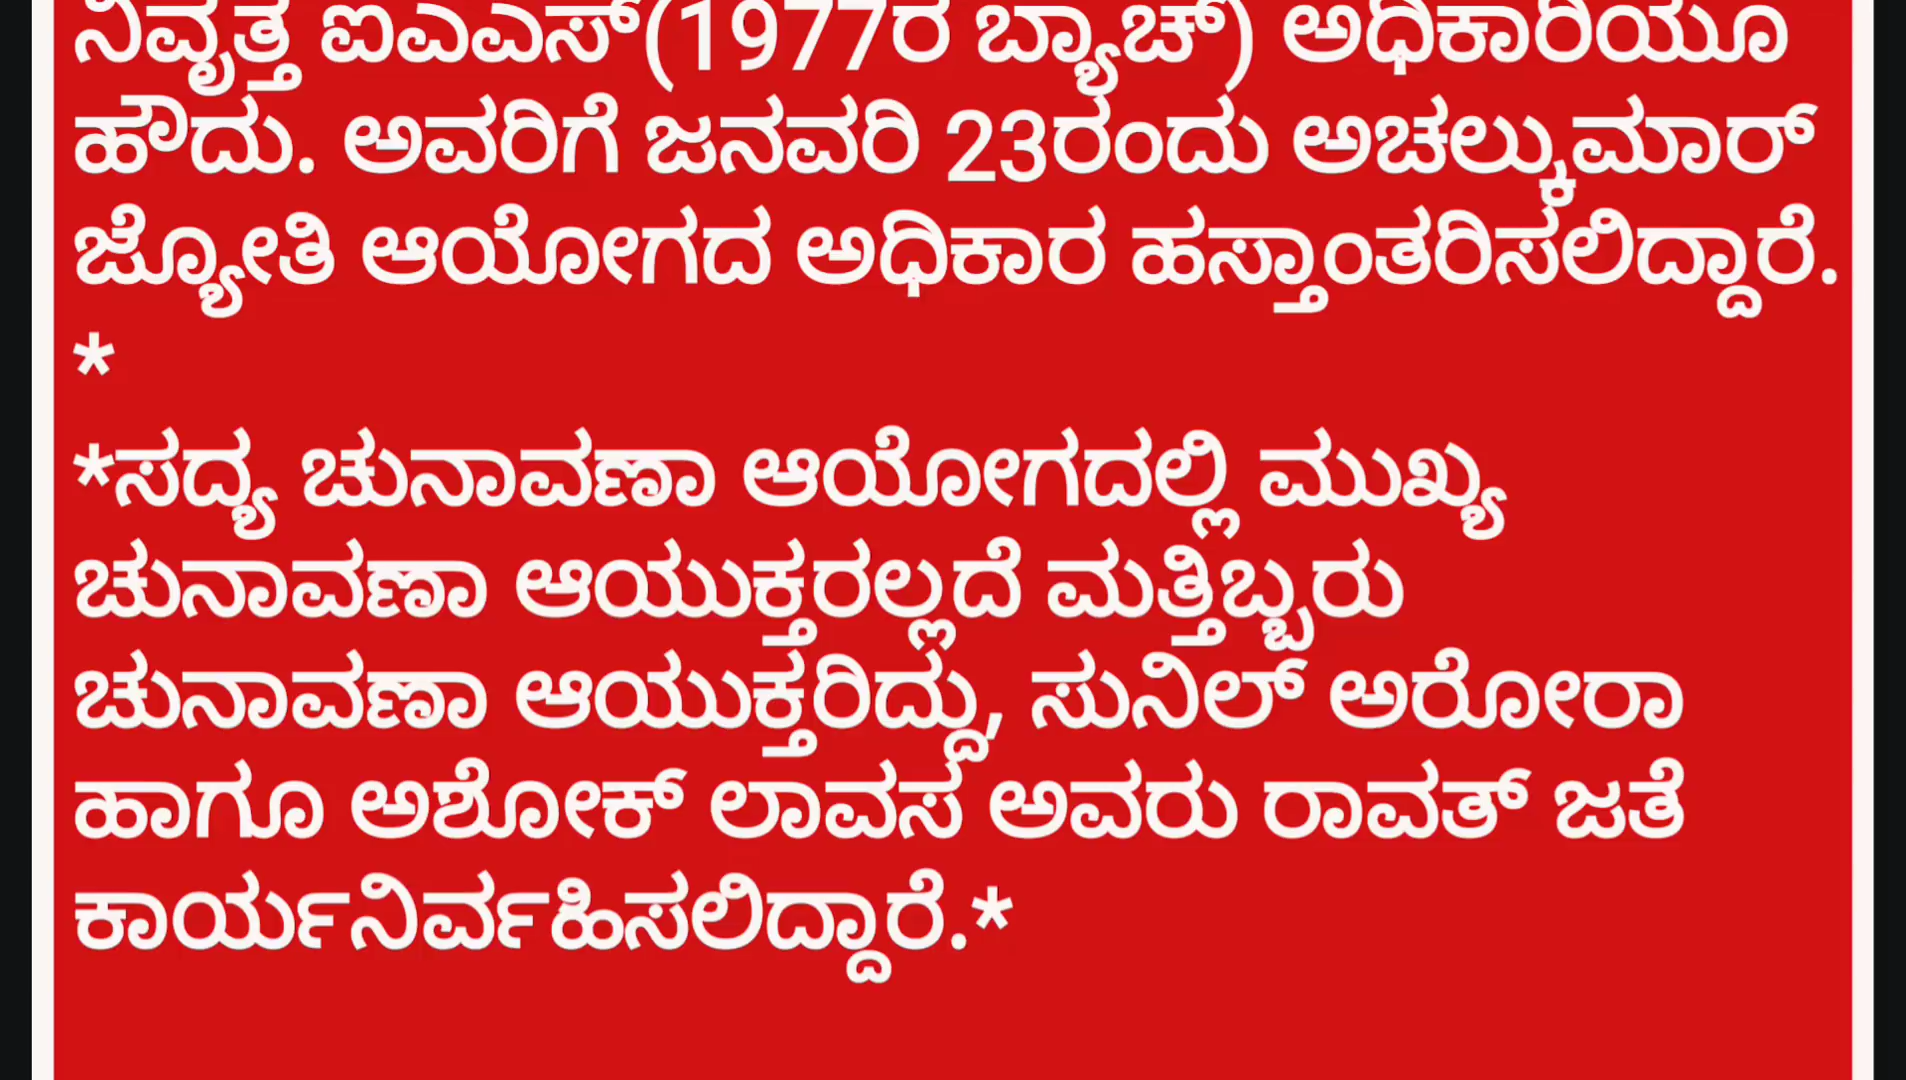 ನಿವೃತ್ತ ಐಎಎಸ್(1977ರ ಬ್ಯಾಚ್) ಅಧಿಕಾರಿಯೂ
ಹೌದು. ಅವರಿಗೆ ಜನವರಿ 23ರಂದು ಅಚಲ್ಕುಮಾರ್
ಜ್ಯೋತಿ ಆಯೋಗದ ಅಧಿಕಾರ ಹಸ್ತಾಂತರಿಸಲಿದ್ದಾರೆ.
*
*ಸದ್ಯ ಚುನಾವಣಾ ಆಯೋಗದಲ್ಲಿ ಮುಖ್ಯ
ಚುನಾವಣಾ ಆಯುಕ್ತರಲ್ಲದೆ ಮತ್ತಿಬ್ಬರು
ಚುನಾವಣಾ ಆಯುಕ್ತರಿದ್ದು, ಸುನಿಲ್ ಅರೋರಾ
ಹಾಗೂ ಅಶೋಕ್ ಲಾವಸ ಅವರು ರಾವತ್ ಜತೆ
ಕಾರ್ಯನಿರ್ವಹಿಸಲಿದ್ದಾರೆ.*